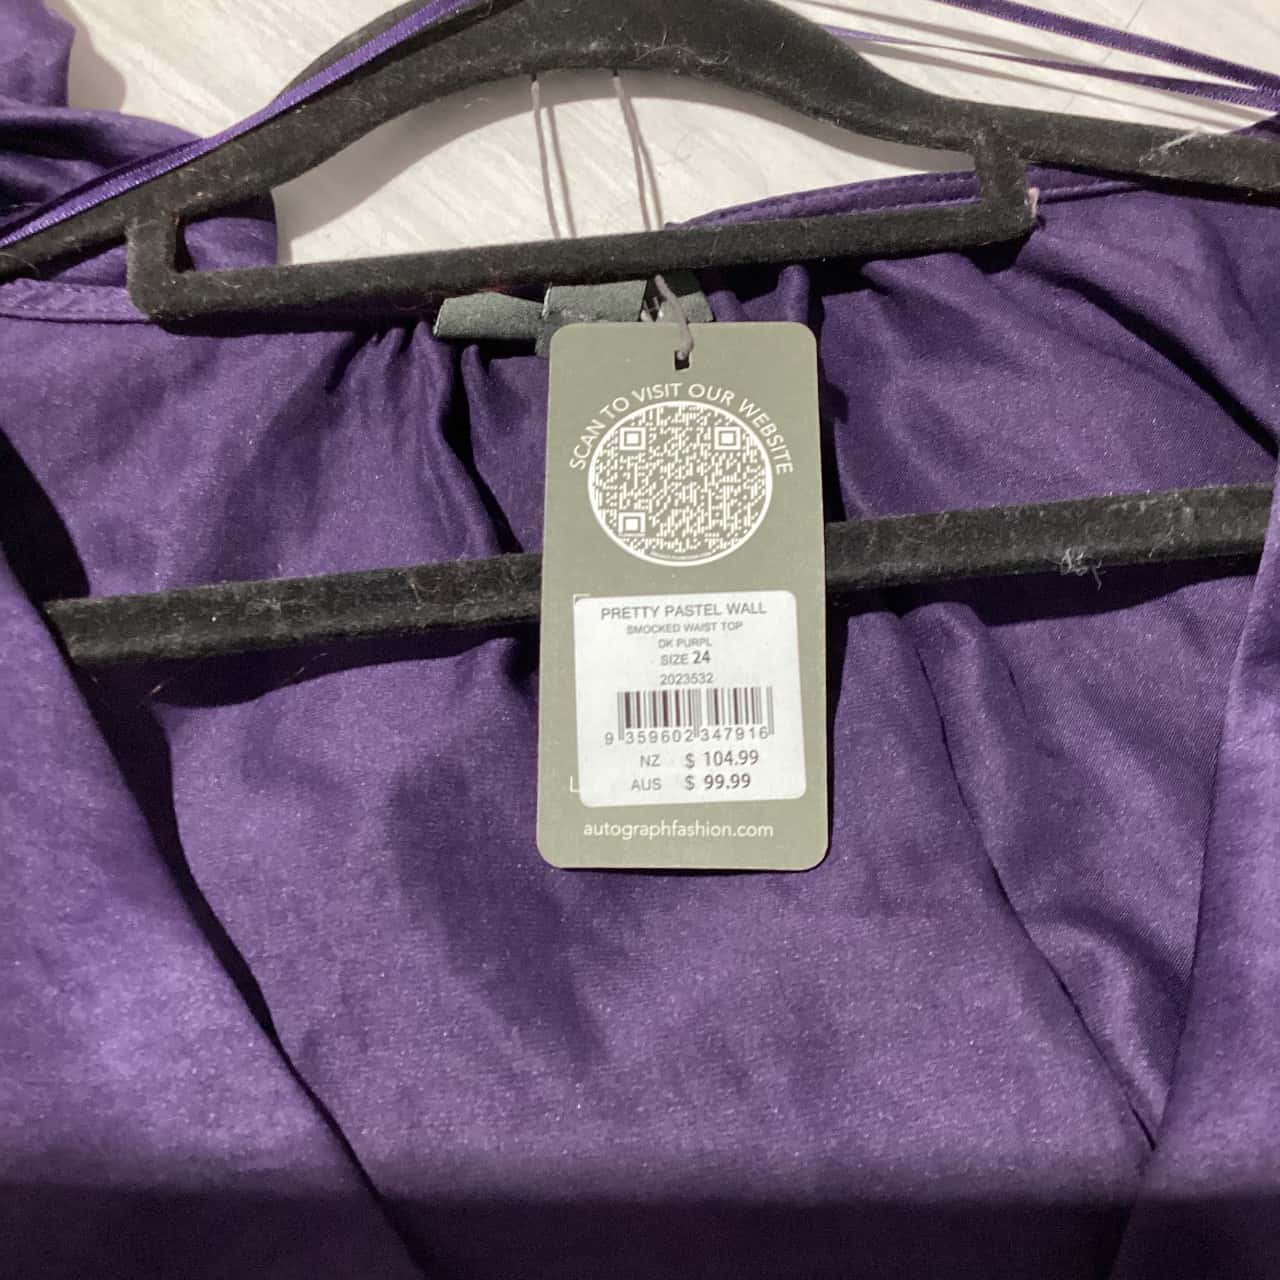 SCAN TO VISIT OUR WEBSITE
PRETTY PASTEL WALL
SMOCKED WAIST TOP
DK PURPL
SIZE 24
2023532
9 359602 347916
NZ $ 104.99
AUS $ 99.99
autographfashion.com